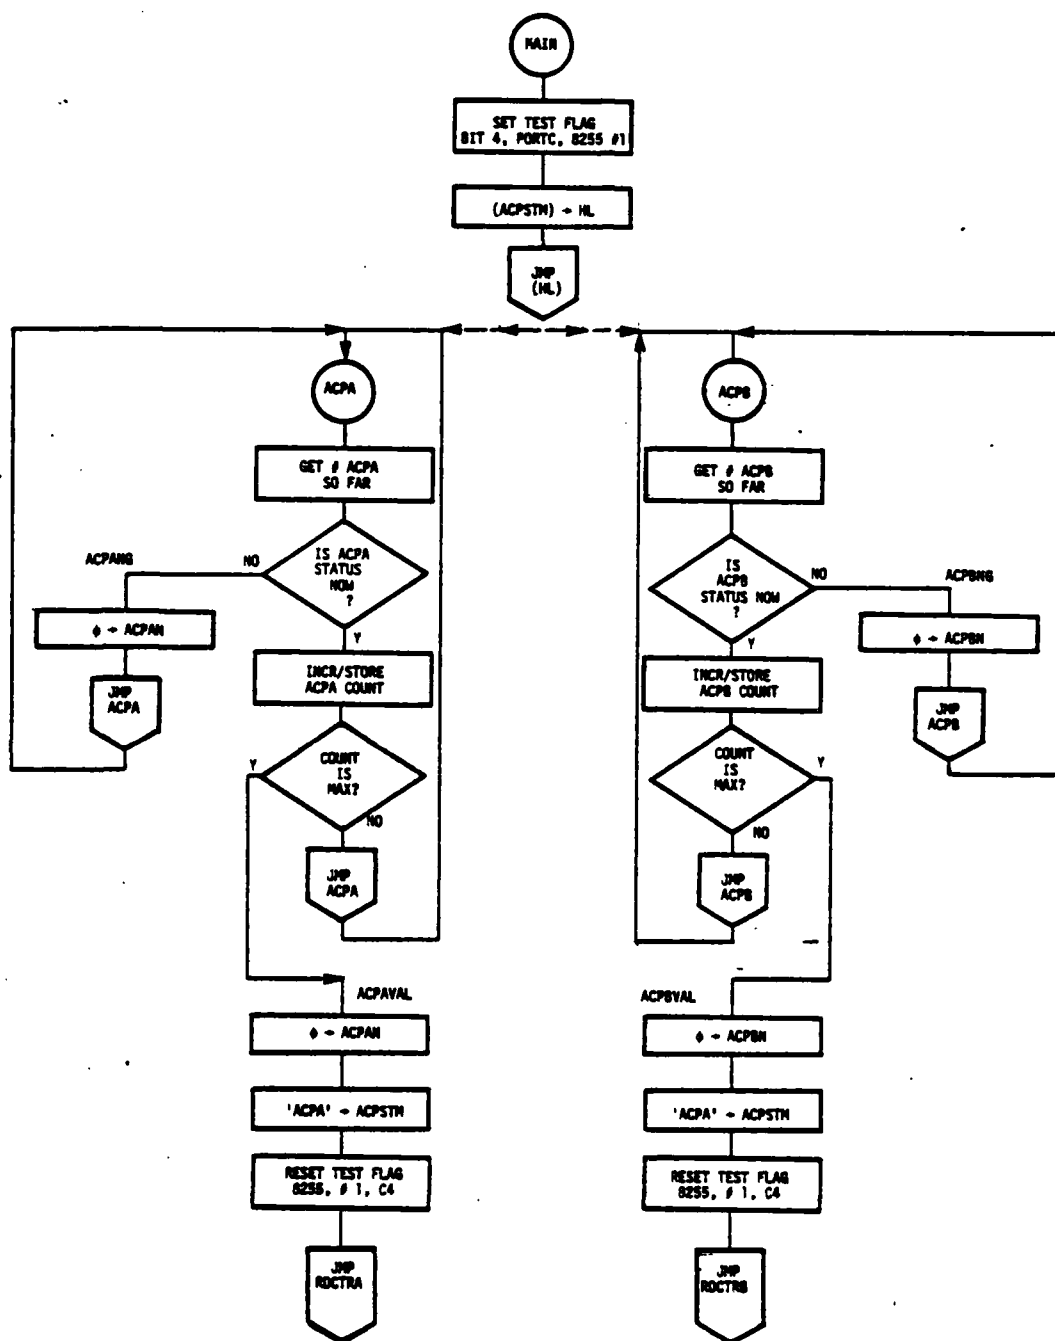 MAIN
SET TEST FLAG
BIT 4, PORTC, 8255 #1
(ACPSTM) → HL
JMP
(HL)
ACPA
GET # ACPA
SO FAR
IS ACPA
STATUS
NOW
?
NO
ACPANG
ϕ → ACPAN
JMP
ACPA
Y
INCR/STORE
ACPA COUNT
COUNT
IS
MAX?
Y
NO
JMP
ACPA
ACPAVAL
ϕ → ACPAN
'ACPA' → ACPSTM
RESET TEST FLAG
8255, # 1, C4
JMP
RDCTRA
ACPB
GET # ACPB
SO FAR
IS
ACPB
STATUS NOW
?
NO
ACPBNG
ϕ → ACPBN
JMP
ACPB
Y
INCR/STORE
ACPB COUNT
COUNT
IS
MAX?
Y
NO
JMP
ACPB
ACPBVAL
ϕ → ACPBN
'ACPA' → ACPSTM
RESET TEST FLAG
8255, # 1, C4
JMP
RDCTRB